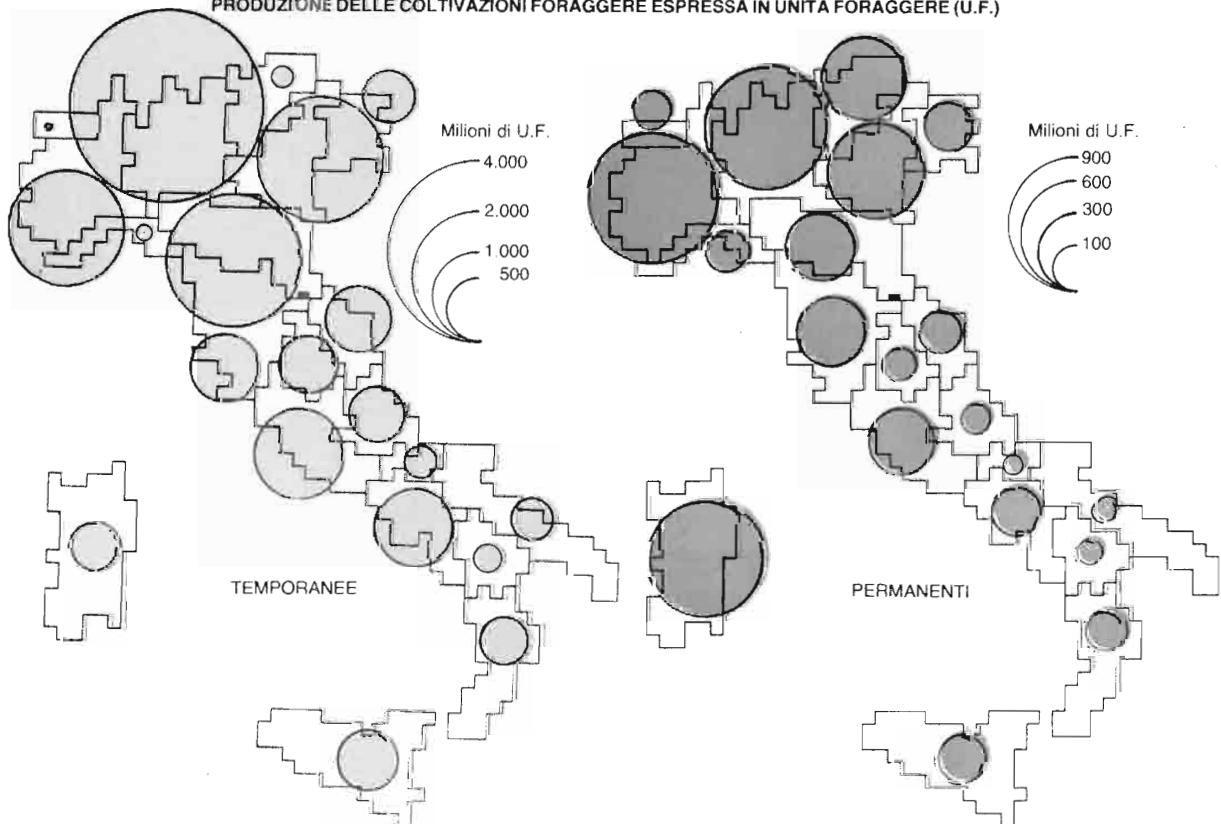 PRODUZIONE DELLE COLTIVAZIONI FORAGGERE ESPRESSA IN UNITA FORAGGERE (U.F.)
Milioni di U.F.
4.000
2.000
1.000
500
TEMPORANEE
Milioni di U.F.
900
600
300
100
PERMANENTI